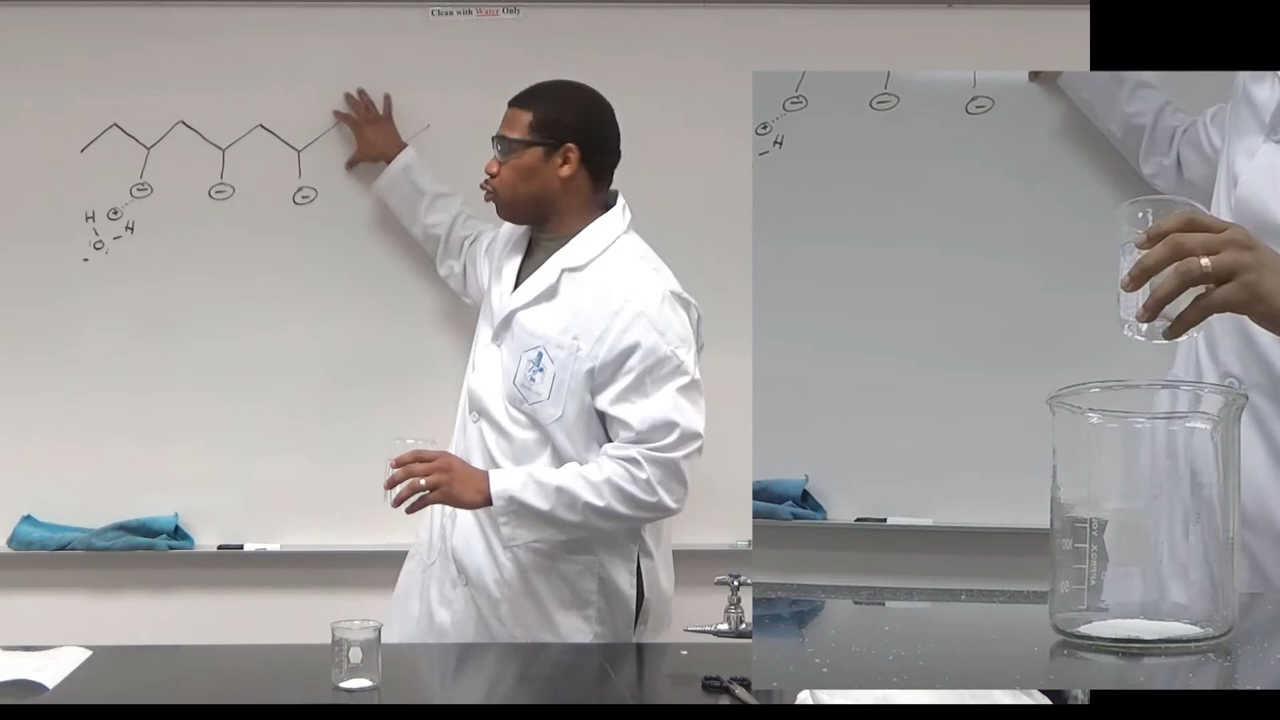 Clean with Water Only
⊖ ⊖ ⊖
H ⊕
O - H
⊖ ⊖ ⊖
⊕
- H